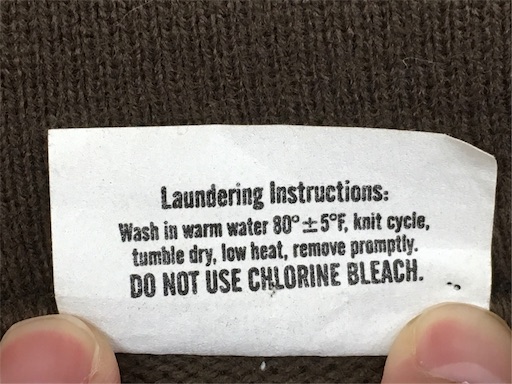 Laundering Instructions:
Wash in warm water 80° ± 5°F, knit cycle,
tumble dry, low heat, remove promptly.
DO NOT USE CHLORINE BLEACH.